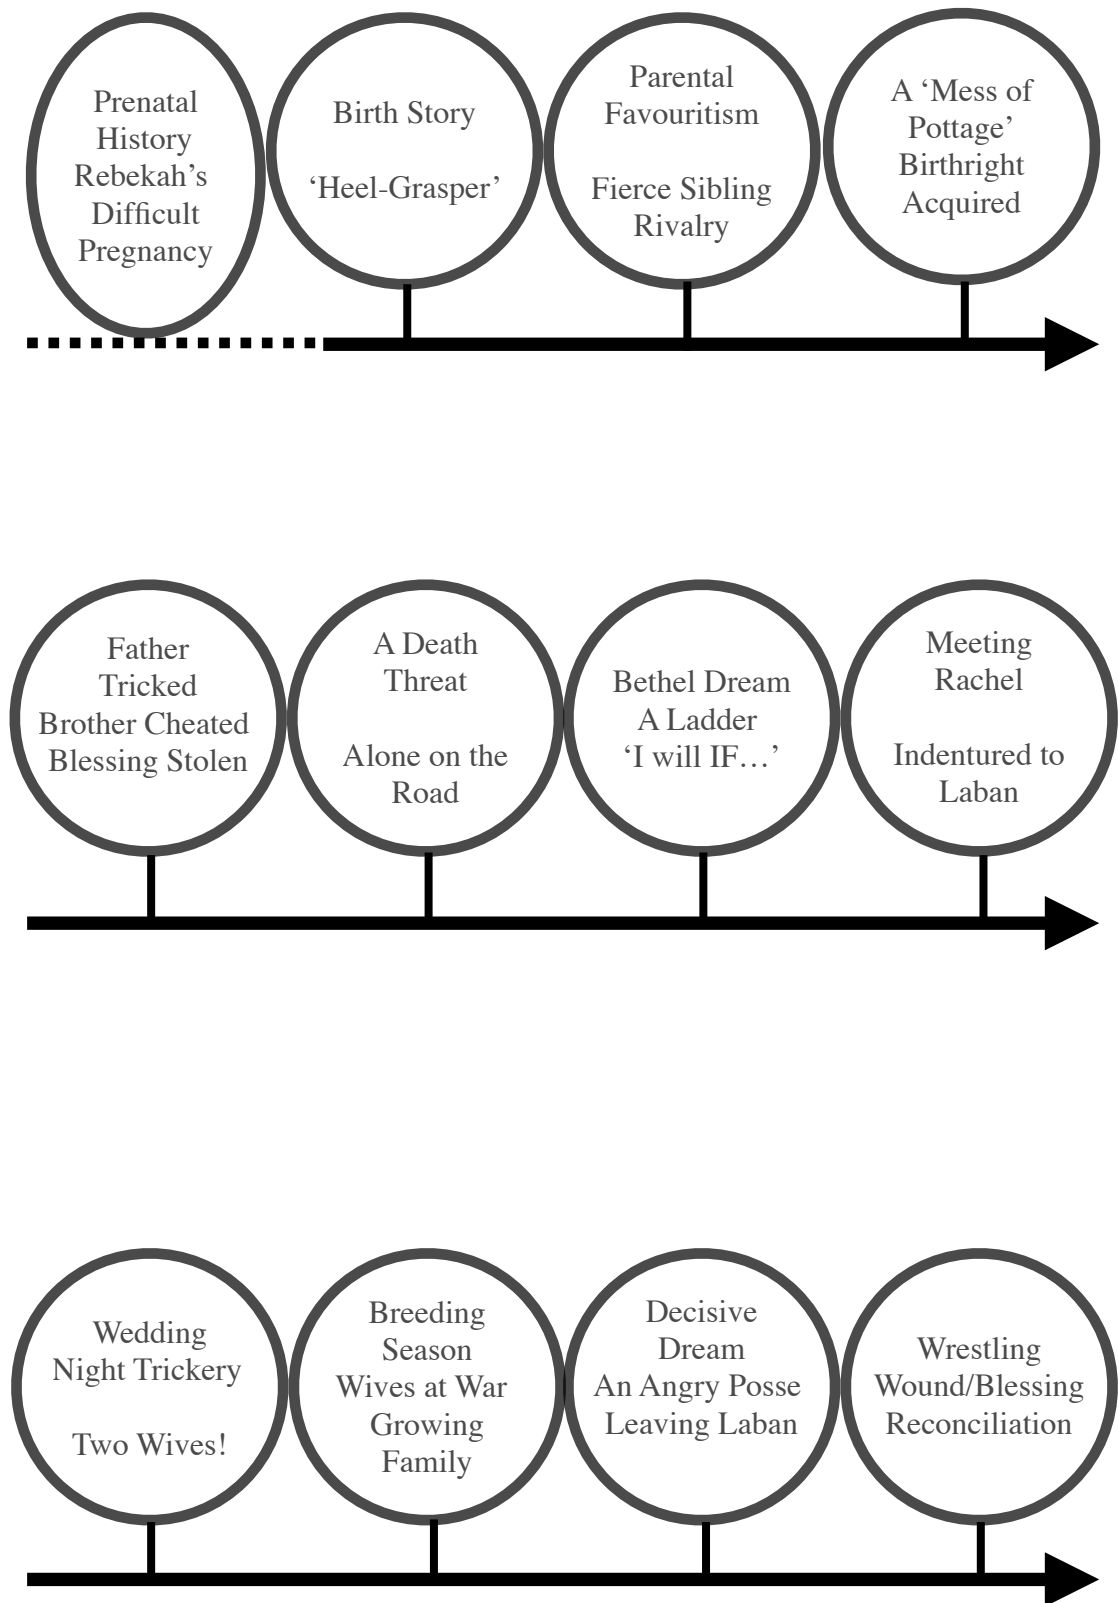 Prenatal
History
Rebekah’s
Difficult
Pregnancy
Birth Story
‘Heel-Grasper’
Parental
Favouritism
Fierce Sibling
Rivalry
A ‘Mess of
Pottage’
Birthright
Acquired
Father
Tricked
Brother Cheated
Blessing Stolen
A Death
Threat
Alone on the
Road
Bethel Dream
A Ladder
‘I will IF…’
Meeting
Rachel
Indentured to
Laban
Wedding
Night Trickery
Two Wives!
Breeding
Season
Wives at War
Growing
Family
Decisive
Dream
An Angry Posse
Leaving Laban
Wrestling
Wound/Blessing
Reconciliation